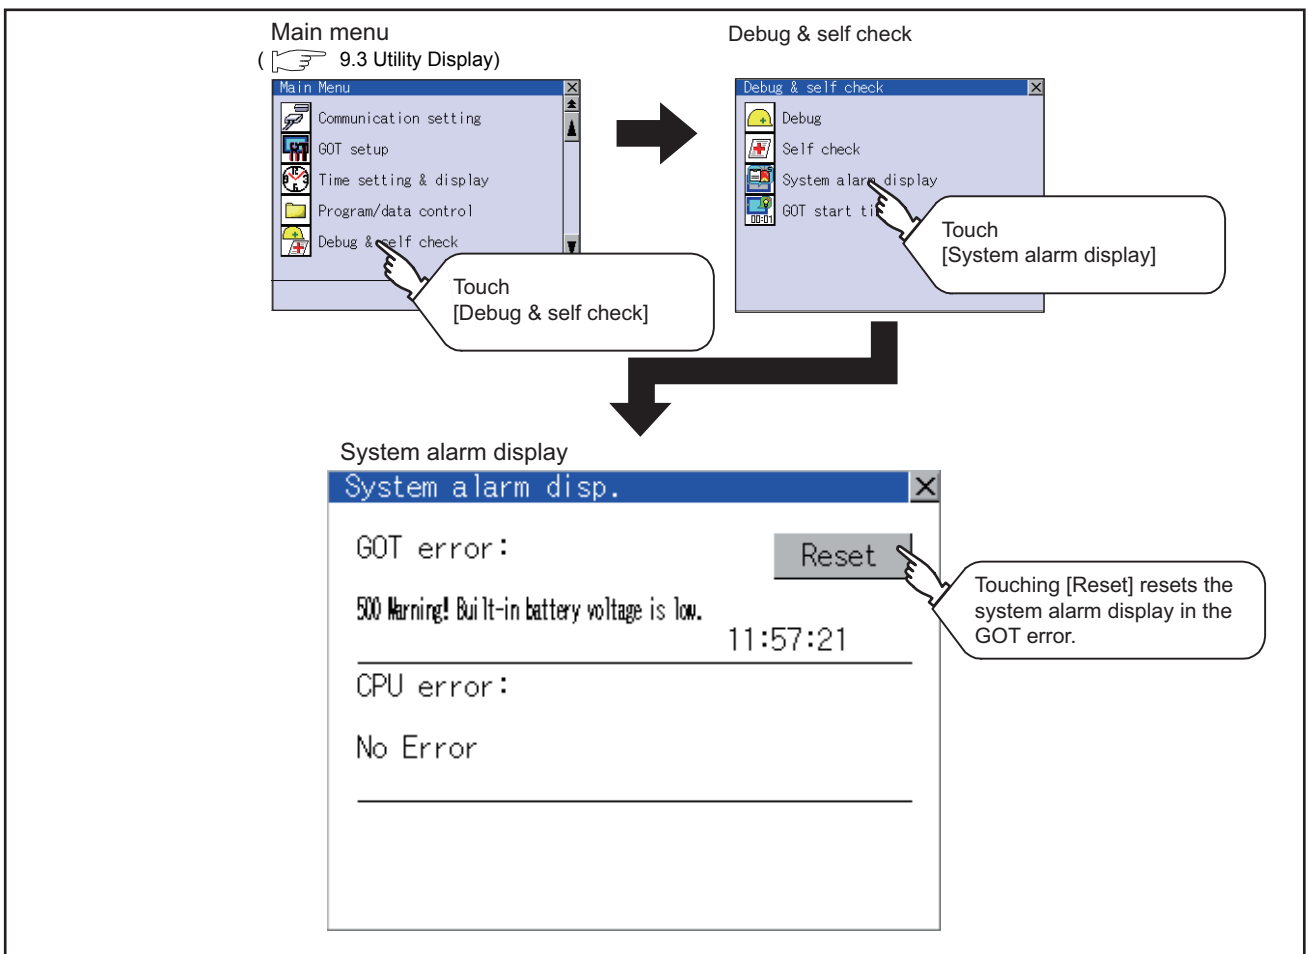 Main menu
( 9.3 Utility Display)
Main Menu
Communication setting
GOT setup
Time setting & display
Program/data control
Debug & self check
Touch
[Debug & self check]
Debug & self check
Debug & self check
Debug
Self check
System alarm display
GOT start ti
00:01
Touch
[System alarm display]
System alarm display
System alarm disp.
GOT error:
Reset
500 Warning! Built-in battery voltage is low.
11:57:21
CPU error:
No Error
Touching [Reset] resets the
system alarm display in the
GOT error.